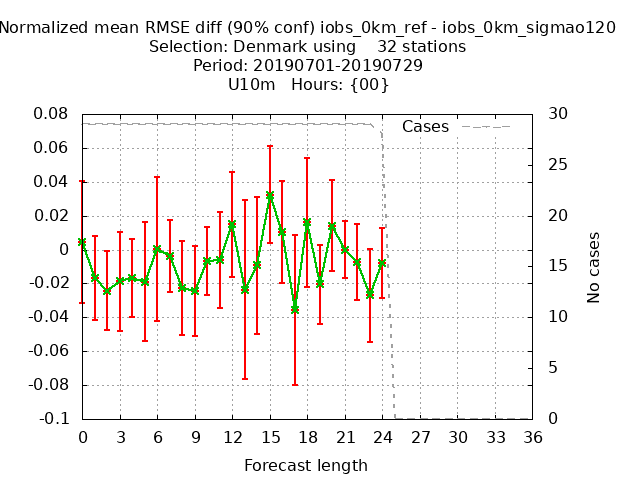 Normalized mean RMSE diff (90% conf) iobs_0km_ref - iobs_0km_sigmao120
Selection: Denmark using    32 stations
Period: 20190701-20190729
U10m   Hours: {00}
Cases
0.08
0.06
0.04
0.02
0
-0.02
-0.04
-0.06
-0.08
-0.1
30
25
20
15
10
5
0
No cases
0 3 6 9 12 15 18 21 24 27 30 33 36
Forecast length